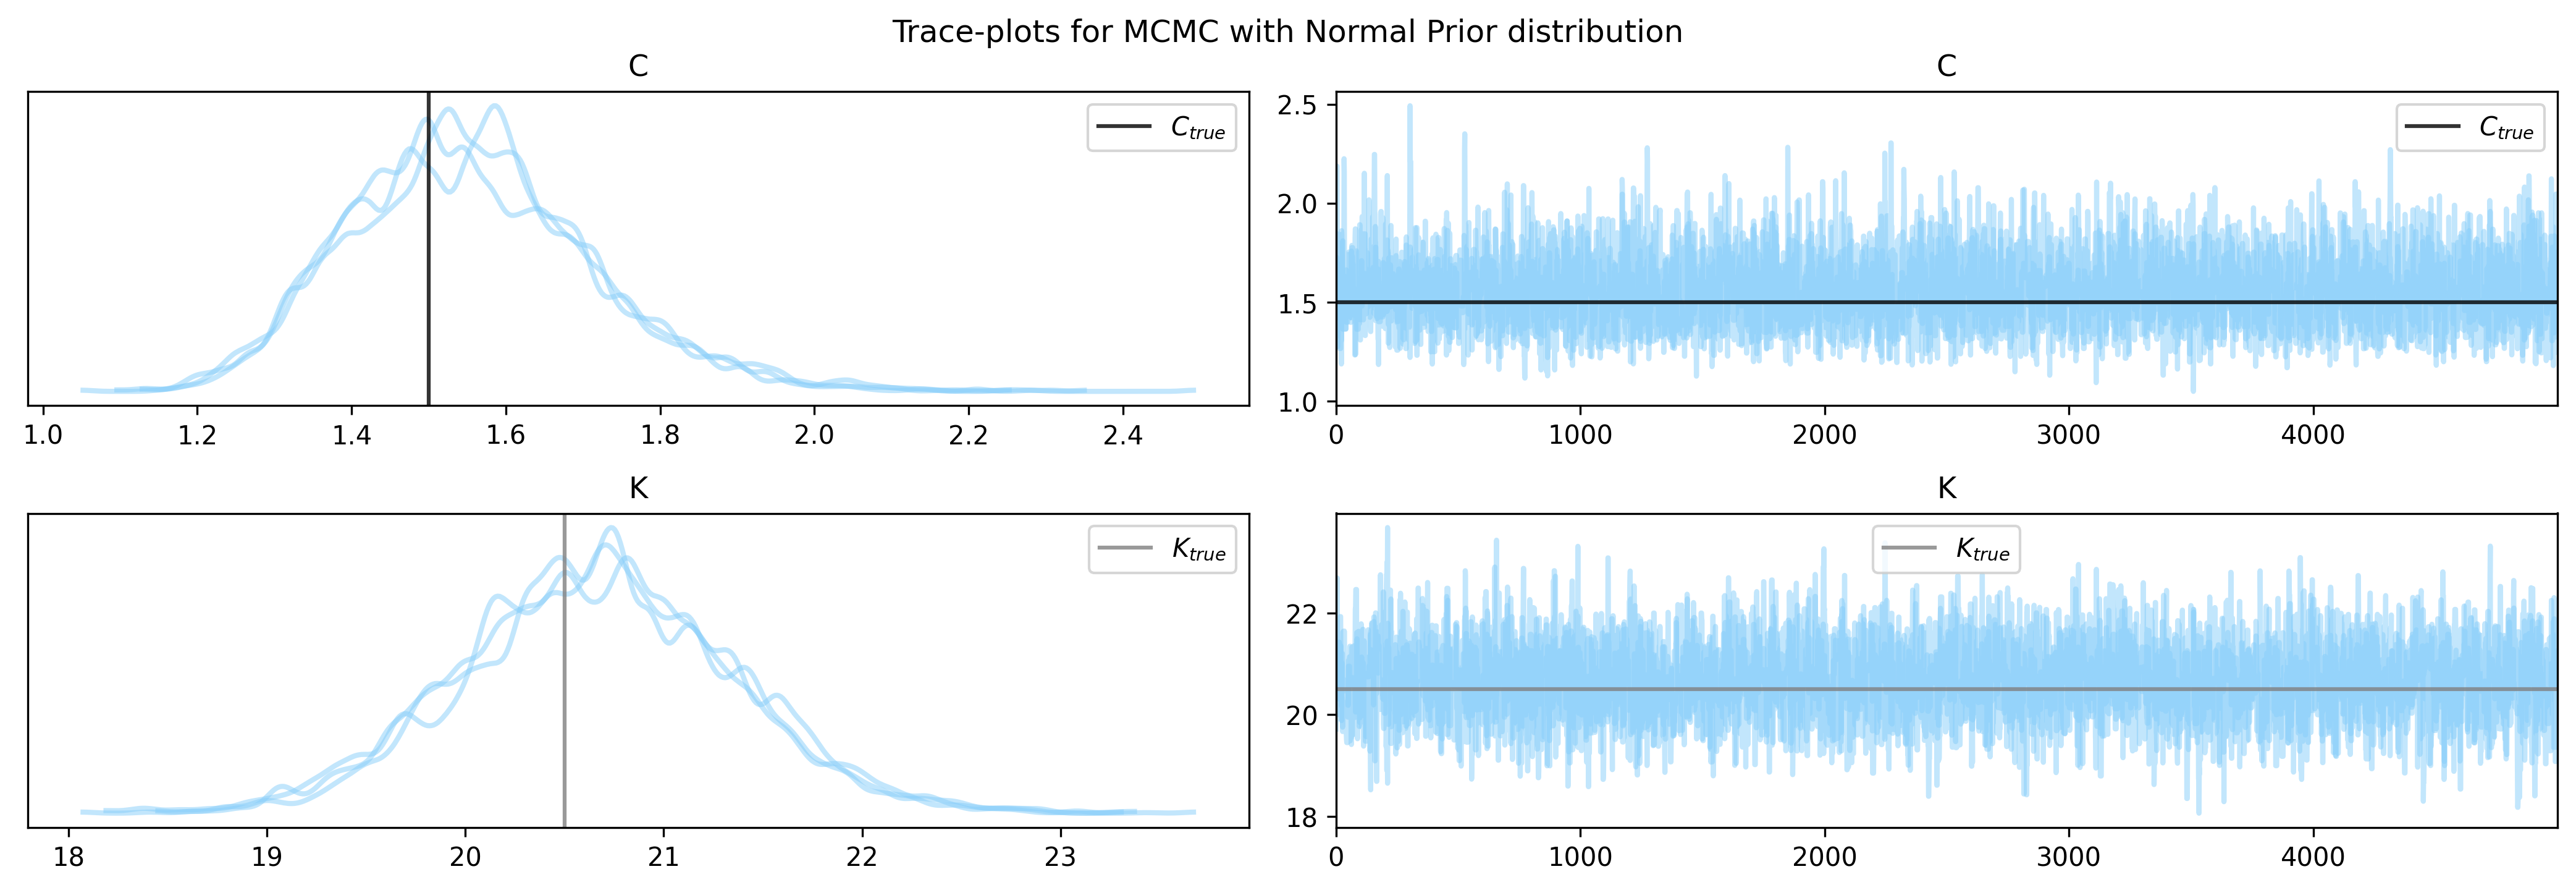 Trace-plots for MCMC with Normal Prior distribution
C
C_true
1.0 1.2 1.4 1.6 1.8 2.0 2.2 2.4
C
C_true
2.5
2.0
1.5
1.0
0 1000 2000 3000 4000
K
K_true
18 19 20 21 22 23
K
K_true
22
20
18
0 1000 2000 3000 4000